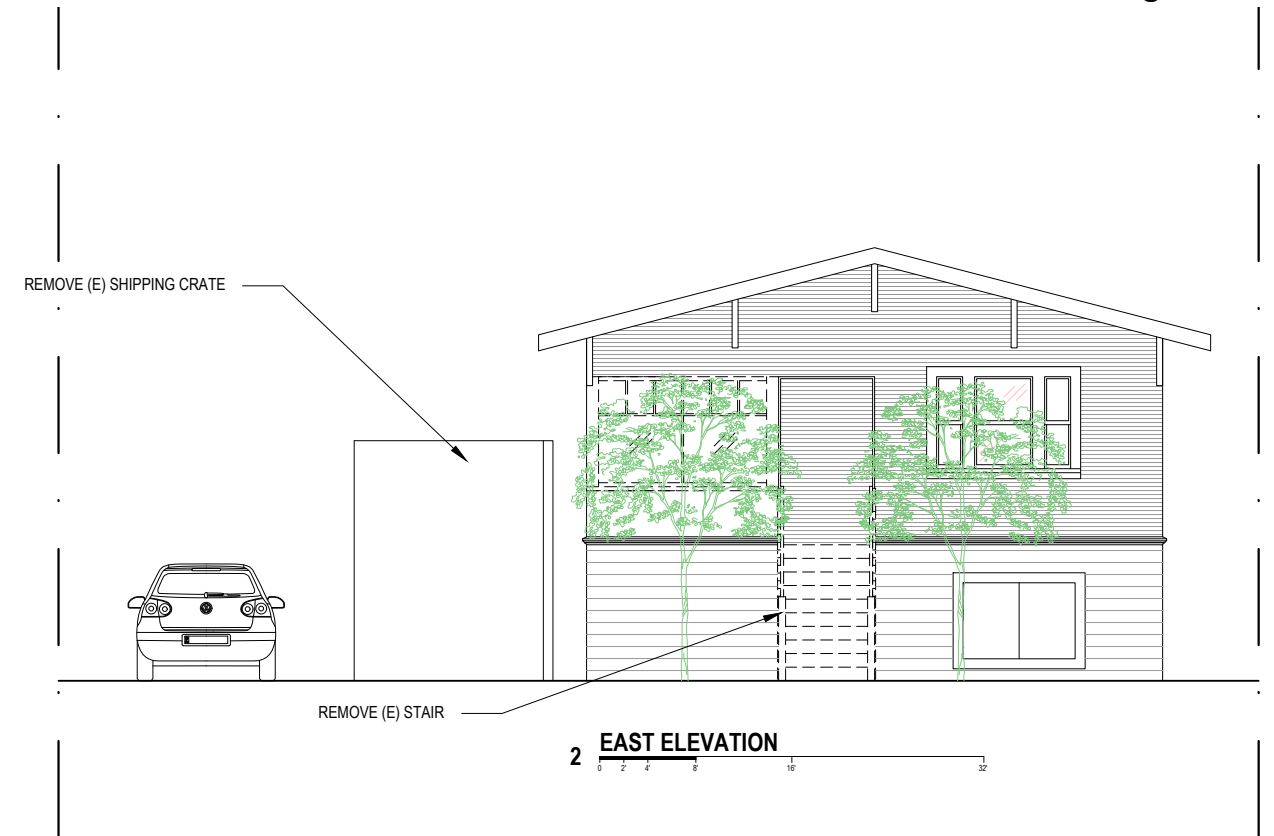 REMOVE (E) SHIPPING CRATE
REMOVE (E) STAIR
2 EAST ELEVATION
0 2' 4' 8' 16' 32'